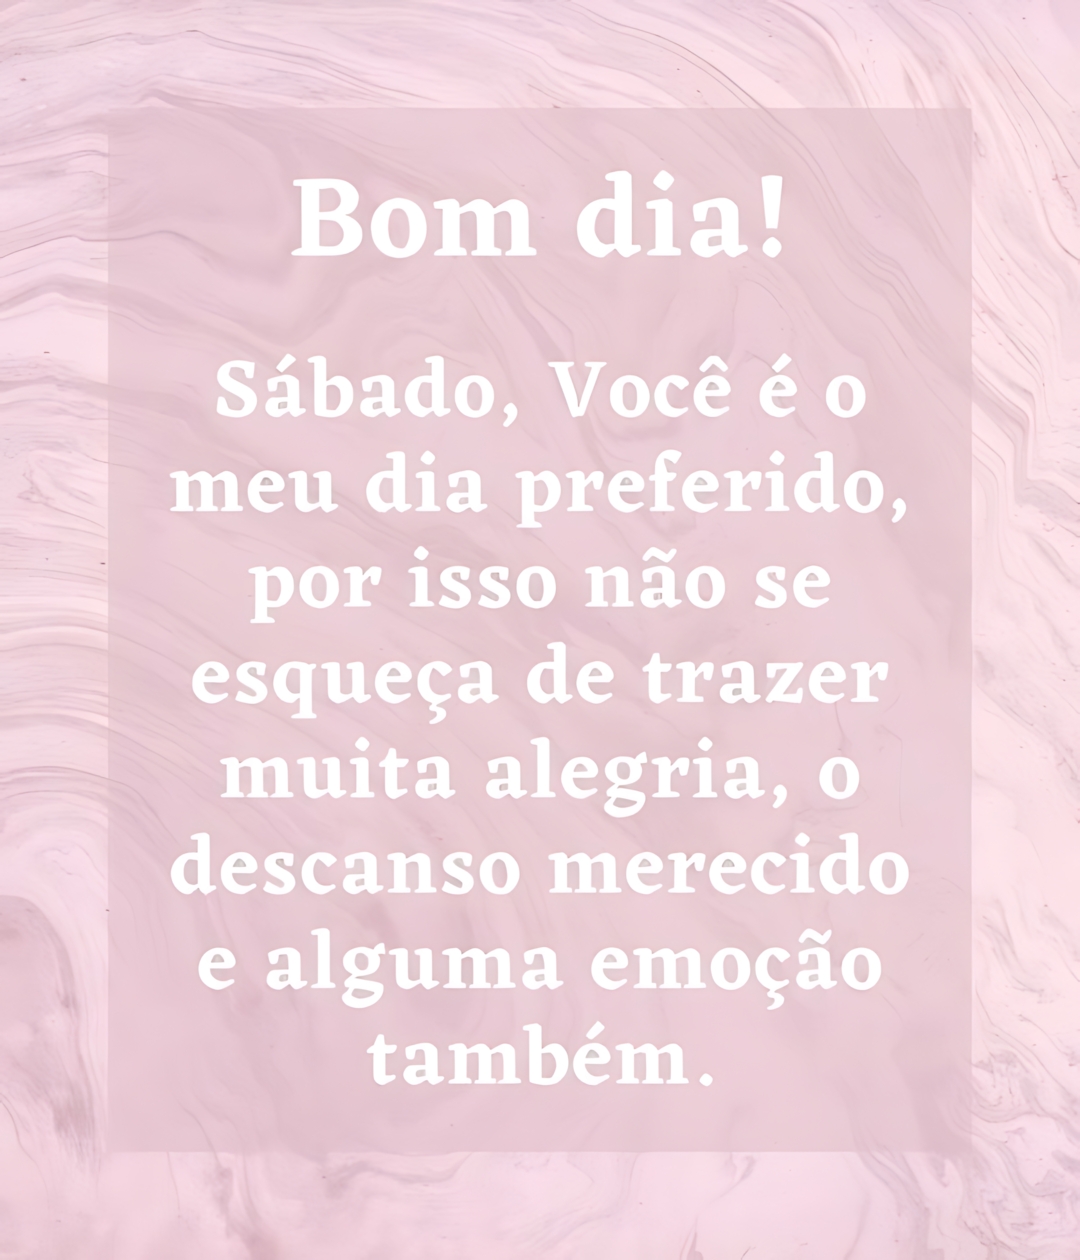 Bom dia!
Sábado, Você é o
meu dia preferido,
por isso não se
esqueça de trazer
muita alegria, o
descanso merecido
e alguma emoção
também.